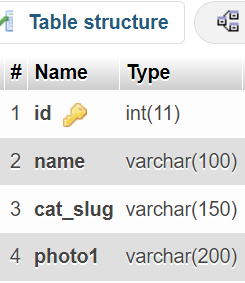 Table structure
# Name Type
1 id int(11)
2 name varchar(100)
3 cat_slug varchar(150)
4 photo1 varchar(200)